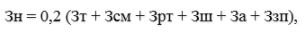 Зн = 0,2 (Зт + Зсм + Зрт + Зш + За + Ззп),